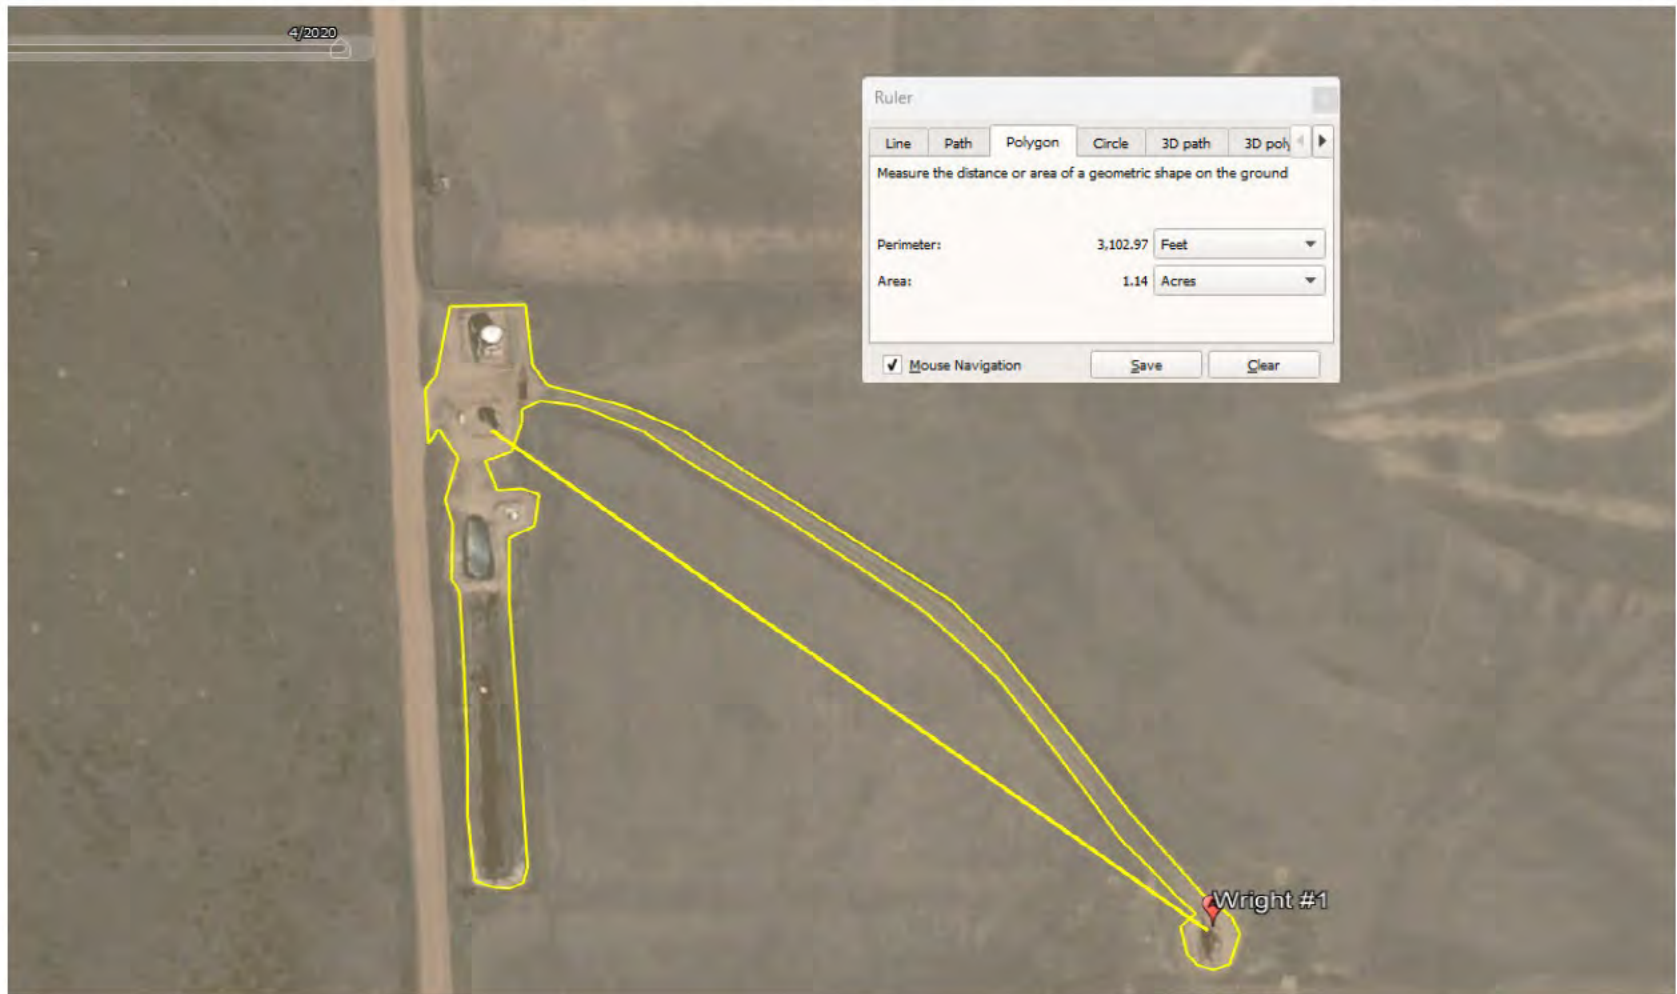 4/2020
Ruler
Line Path Polygon Circle 3D path 3D poly
Measure the distance or area of a geometric shape on the ground
Perimeter: 3,102.97 Feet
Area: 1.14 Acres
Mouse Navigation Save Clear
Wright #1